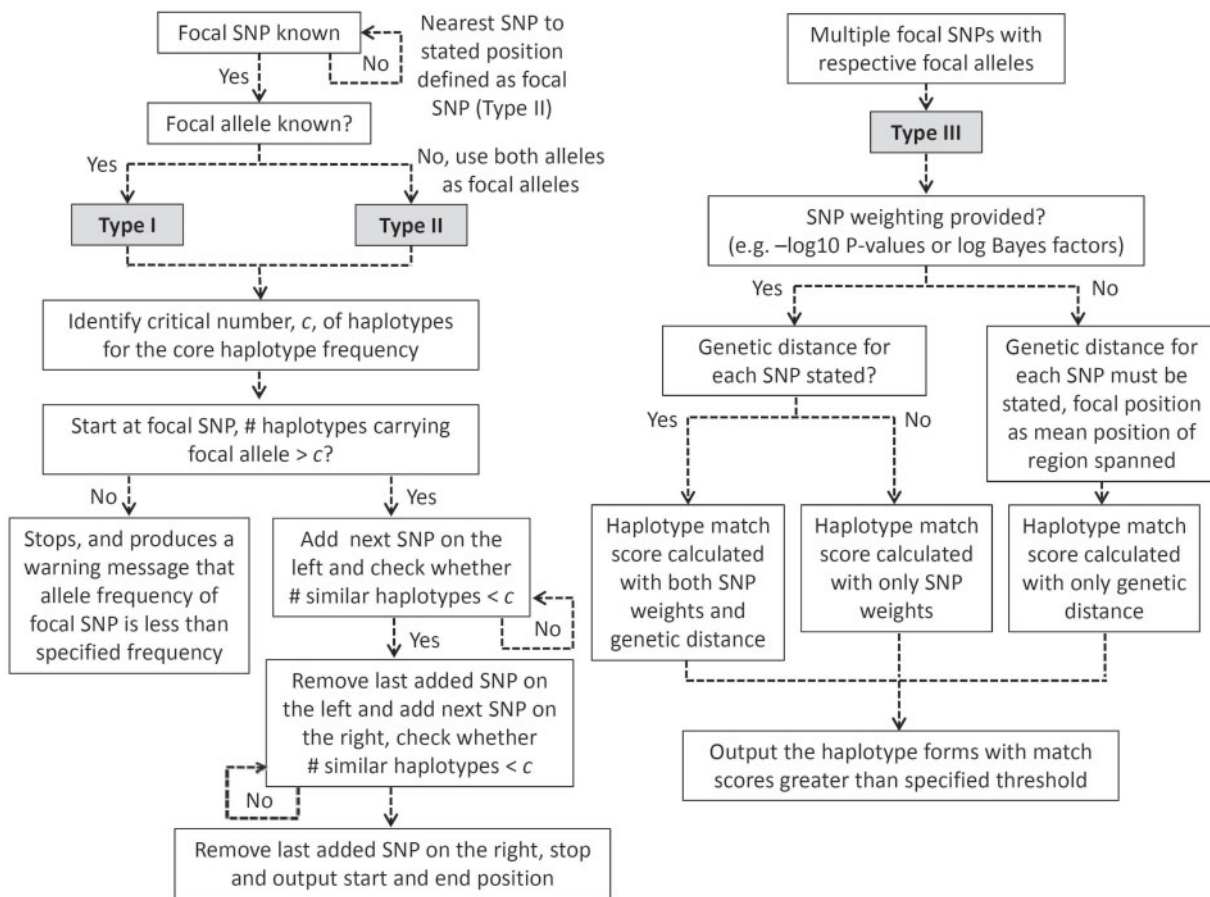 Focal SNP known
Nearest SNP to
stated position
defined as focal
SNP (Type II)
No
Yes
Focal allele known?
Yes
No, use both alleles
as focal alleles
Type I
Type II
Identify critical number, c, of haplotypes
for the core haplotype frequency
Start at focal SNP, # haplotypes carrying
focal allele > c?
No
Yes
Stops, and produces a
warning message that
allele frequency of
focal SNP is less than
specified frequency
Add next SNP on the
left and check whether
# similar haplotypes < c
No
Yes
Remove last added SNP on
the left and add next SNP on
the right, check whether
# similar haplotypes < c
No
Remove last added SNP on the right, stop
and output start and end position
Multiple focal SNPs with
respective focal alleles
Type III
SNP weighting provided?
(e.g. –log10 P-values or log Bayes factors)
Yes
No
Genetic distance for
each SNP stated?
Genetic distance for
each SNP must be
stated, focal position
as mean position of
region spanned
Yes
No
Haplotype match
score calculated
with both SNP
weights and
genetic distance
Haplotype match
score calculated
with only SNP
weights
Haplotype match
score calculated
with only genetic
distance
Output the haplotype forms with match
scores greater than specified threshold